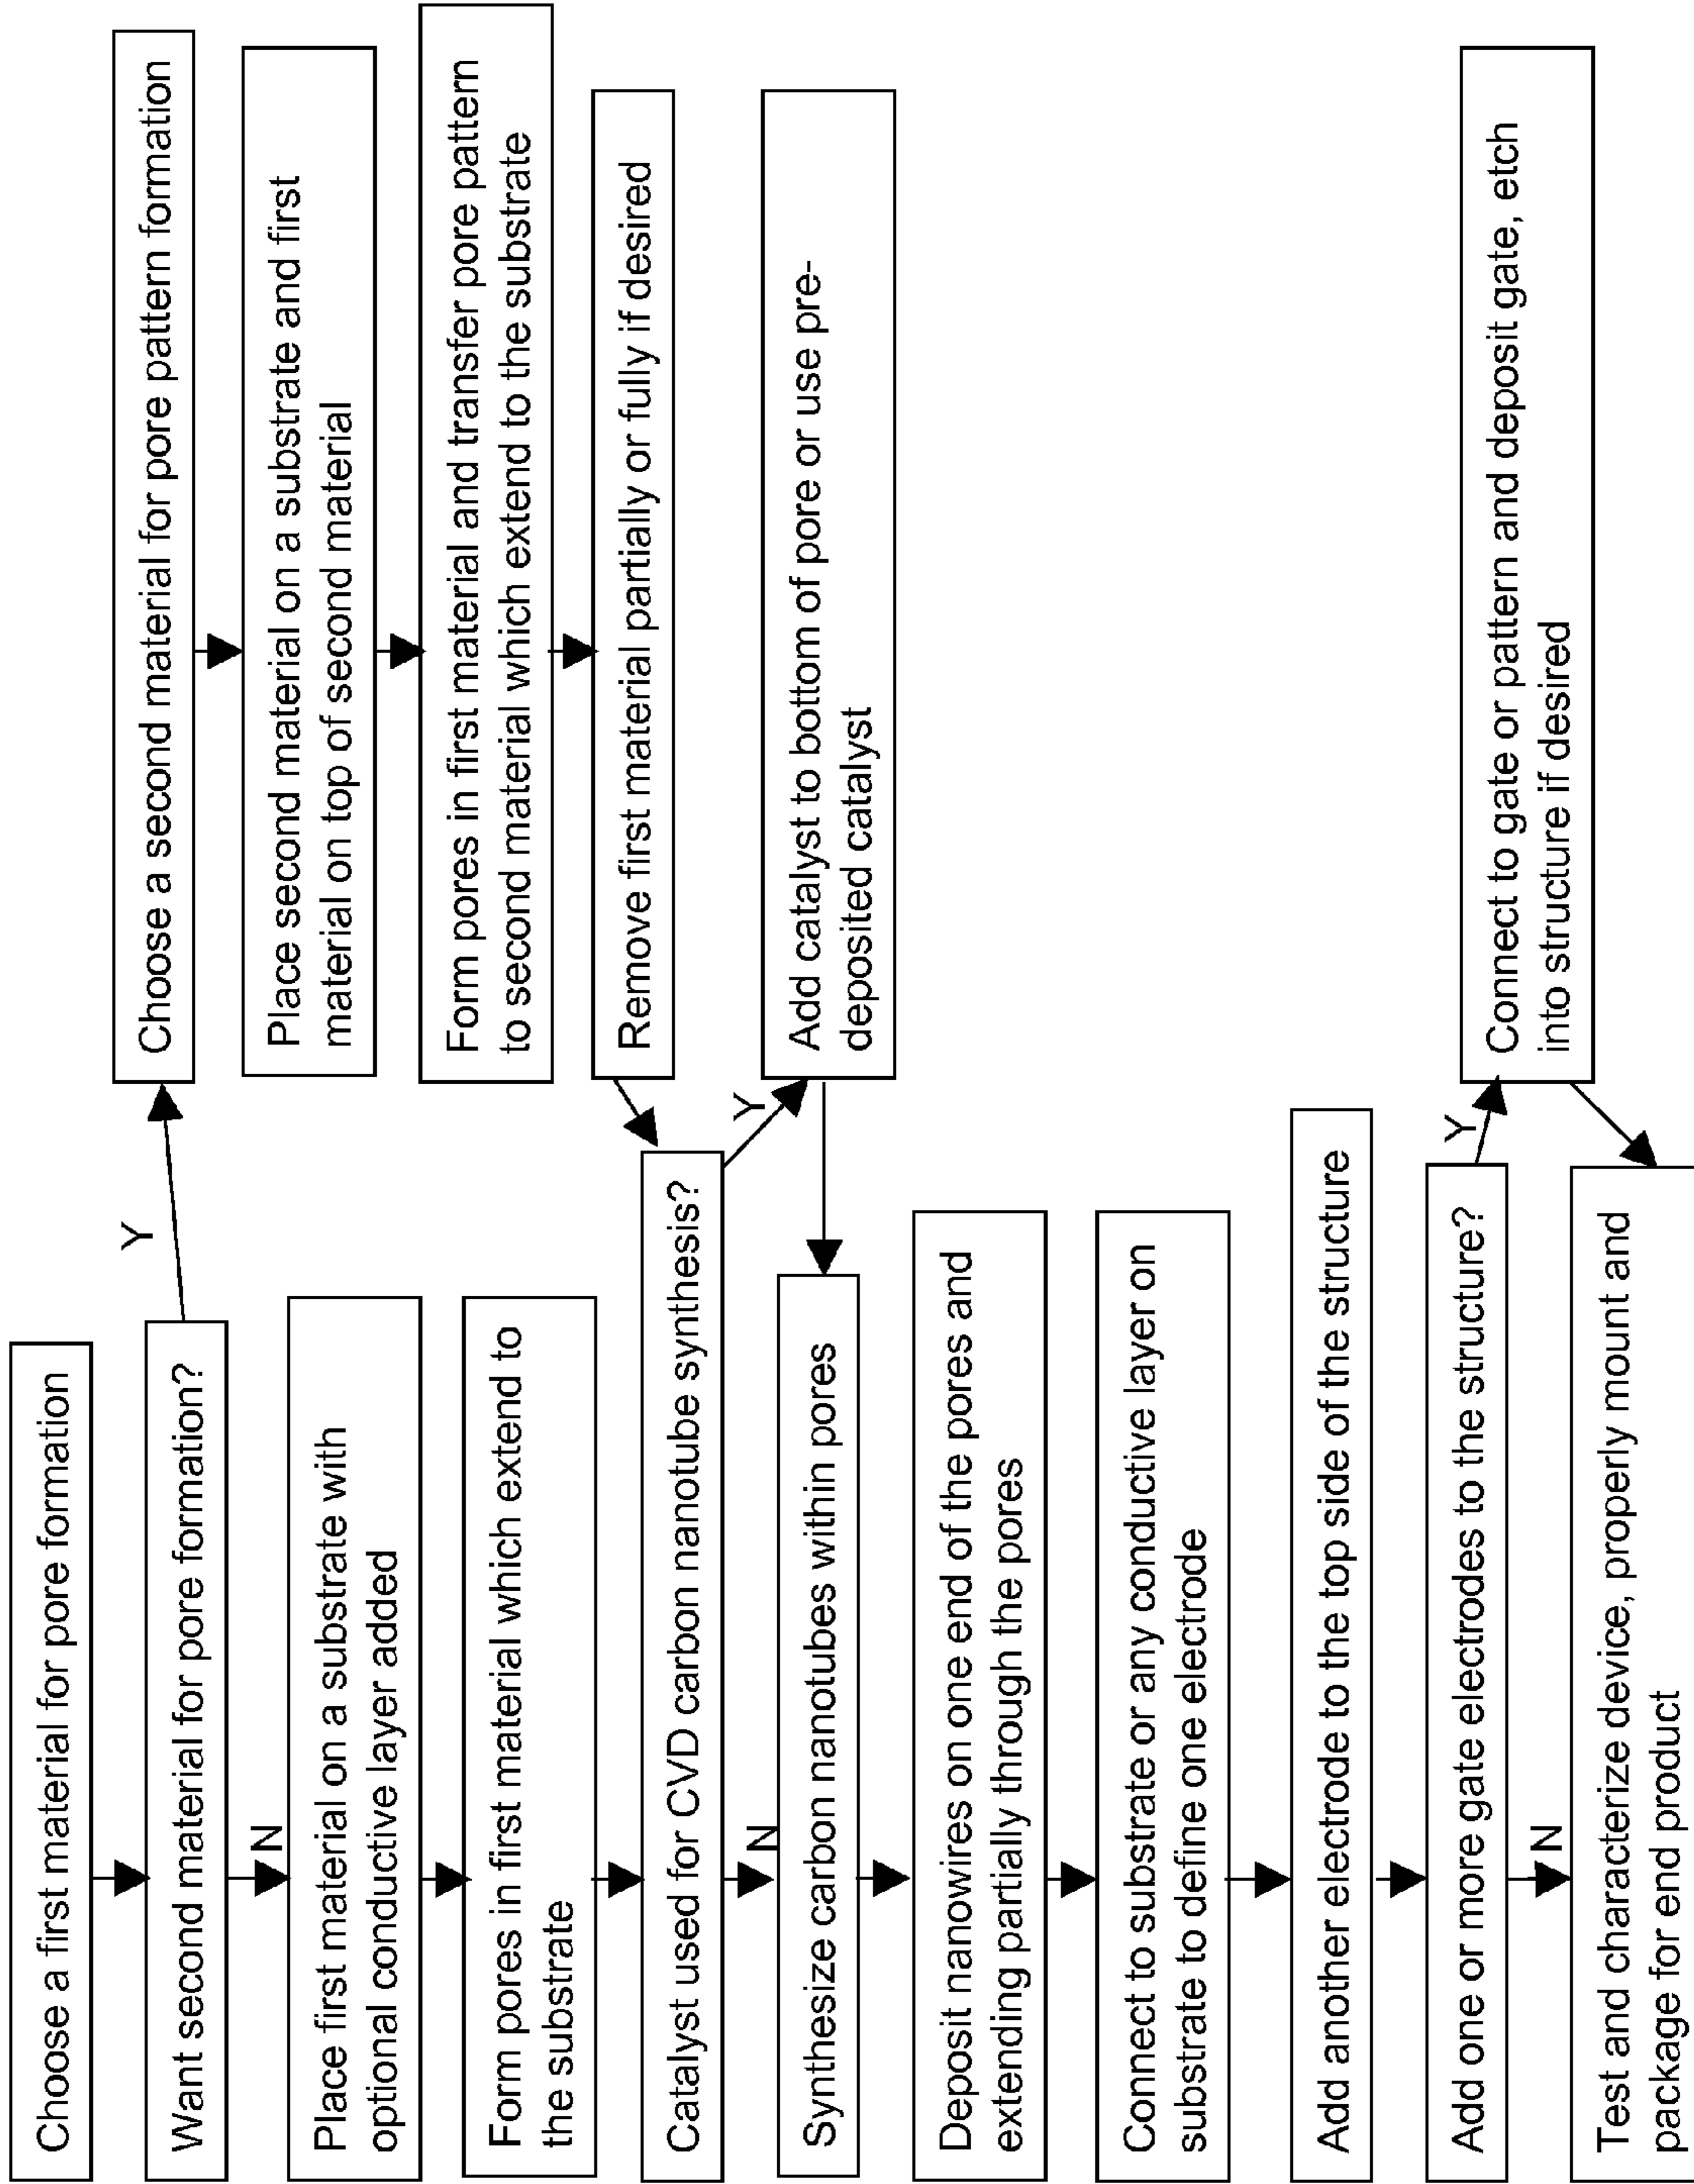 Choose a first material for pore formation
Want second material for pore formation?
Y
Choose a second material for pore pattern formation
Place second material on a substrate and first
material on top of second material
Form pores in first material and transfer pore pattern
to second material which extend to the substrate
Remove first material partially or fully if desired
N
Place first material on a substrate with
optional conductive layer added
Form pores in first material which extend to
the substrate
Catalyst used for CVD carbon nanotube synthesis?
Y
Add catalyst to bottom of pore or use pre-
deposited catalyst
N
Synthesize carbon nanotubes within pores
Deposit nanowires on one end of the pores and
extending partially through the pores
Connect to substrate or any conductive layer on
substrate to define one electrode
Add another electrode to the top side of the structure
Add one or more gate electrodes to the structure?
Y
Connect to gate or pattern and deposit gate, etch
into structure if desired
N
Test and characterize device, properly mount and
package for end product